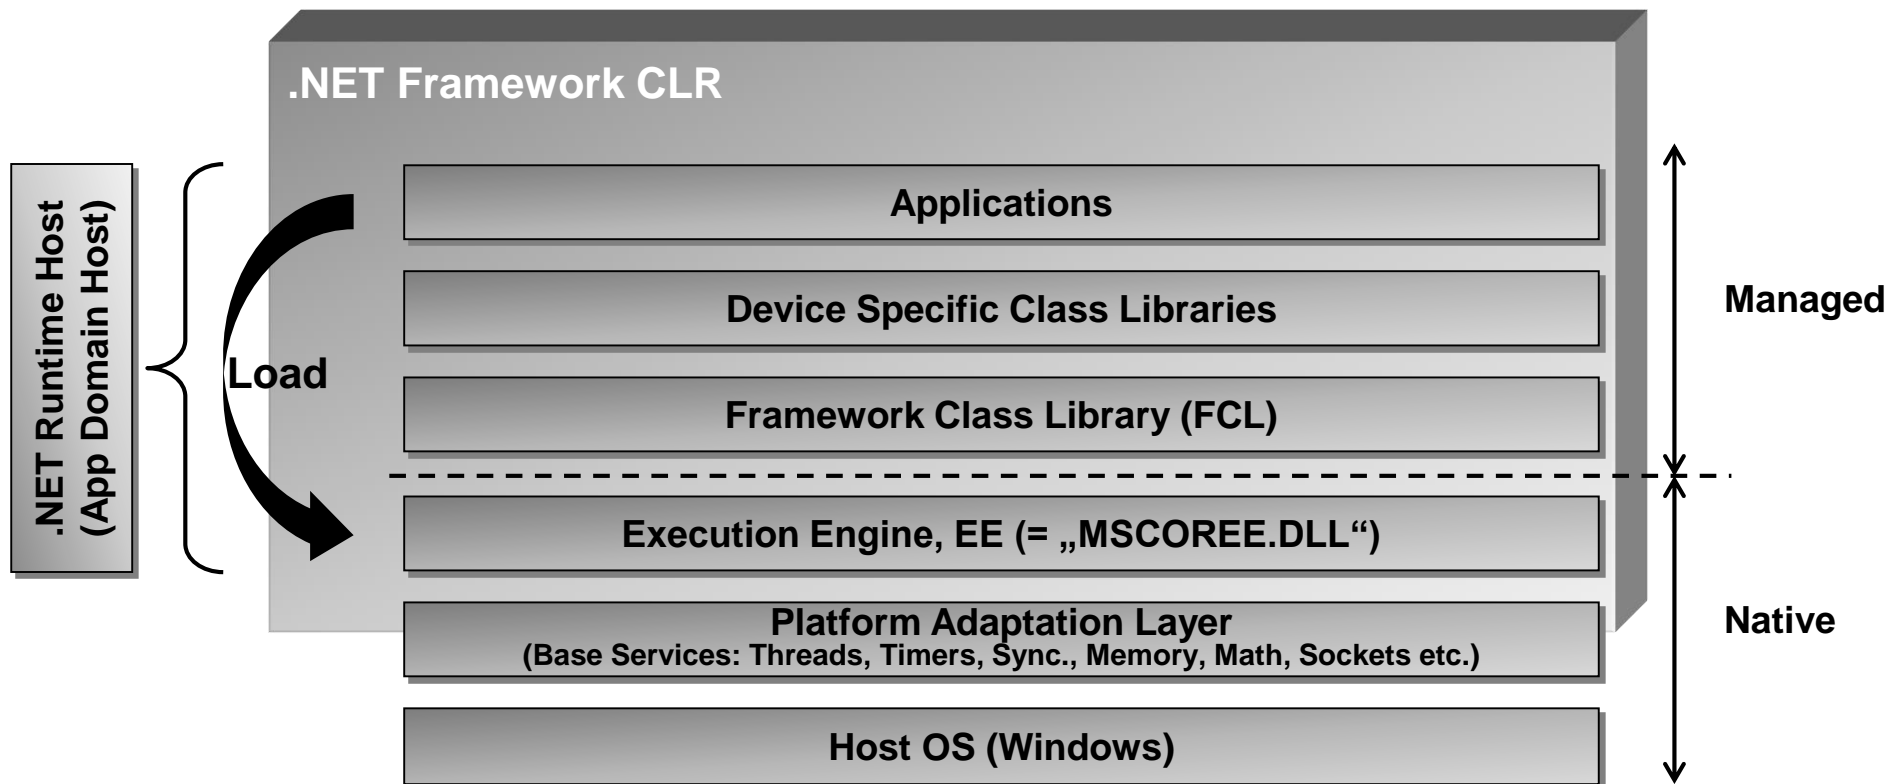 .NET Framework CLR
.NET Runtime Host
(App Domain Host)
Load
Applications
Device Specific Class Libraries
Framework Class Library (FCL)
Managed
Execution Engine, EE (= „MSCOREE.DLL“)
Platform Adaptation Layer
(Base Services: Threads, Timers, Sync., Memory, Math, Sockets etc.)
Native
Host OS (Windows)